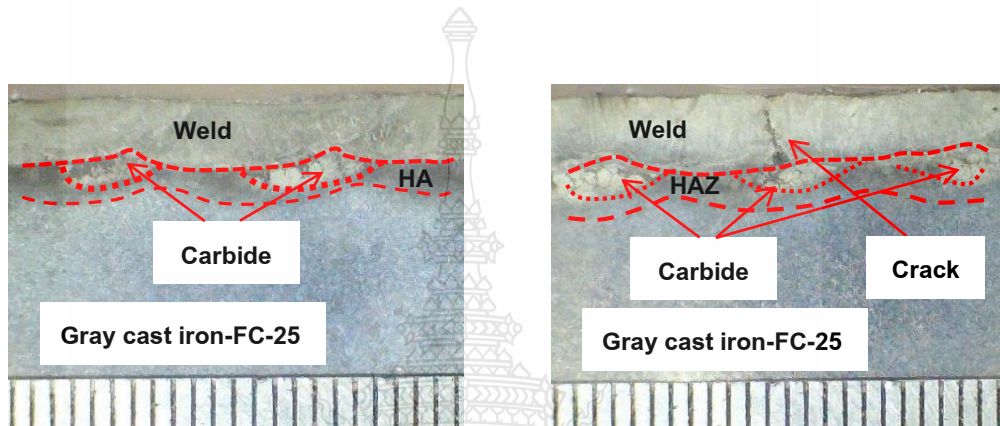 Weld
HA
Carbide
Gray cast iron-FC-25
Weld
HAZ
Carbide
Crack
Gray cast iron-FC-25